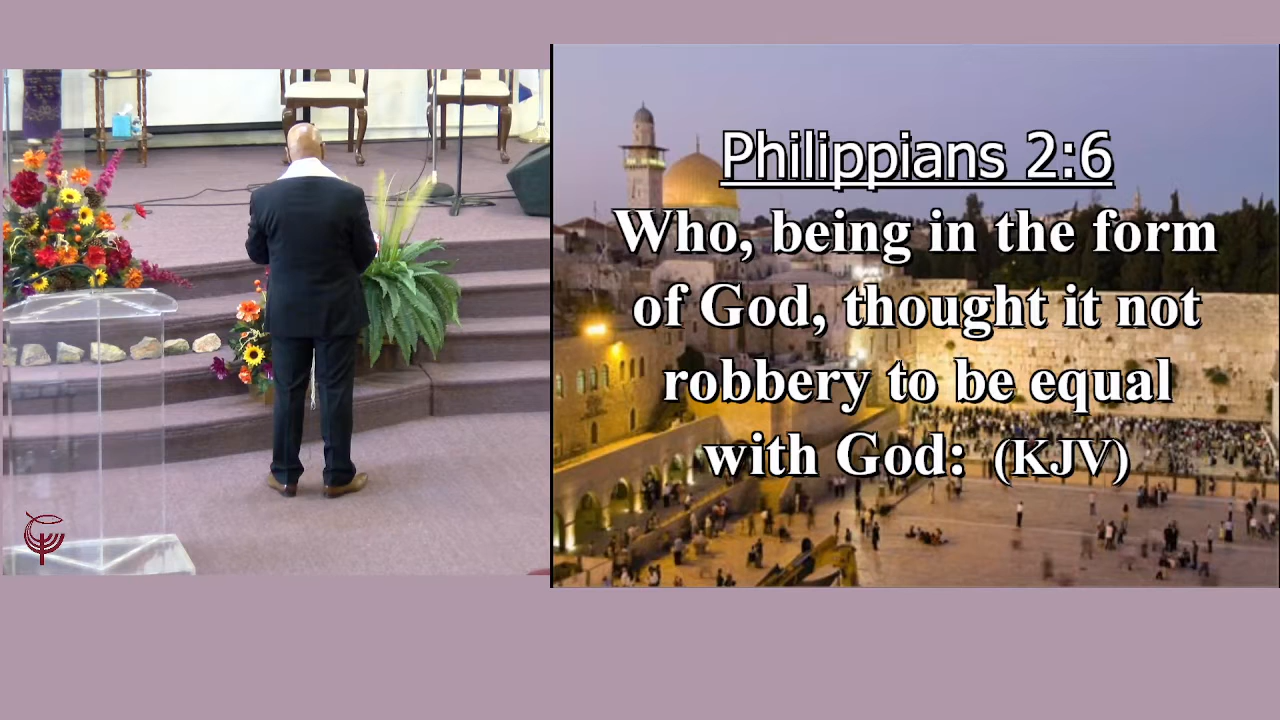 Philippians 2:6
Who, being in the form
of God, thought it not
robbery to be equal
with God: (KJV)